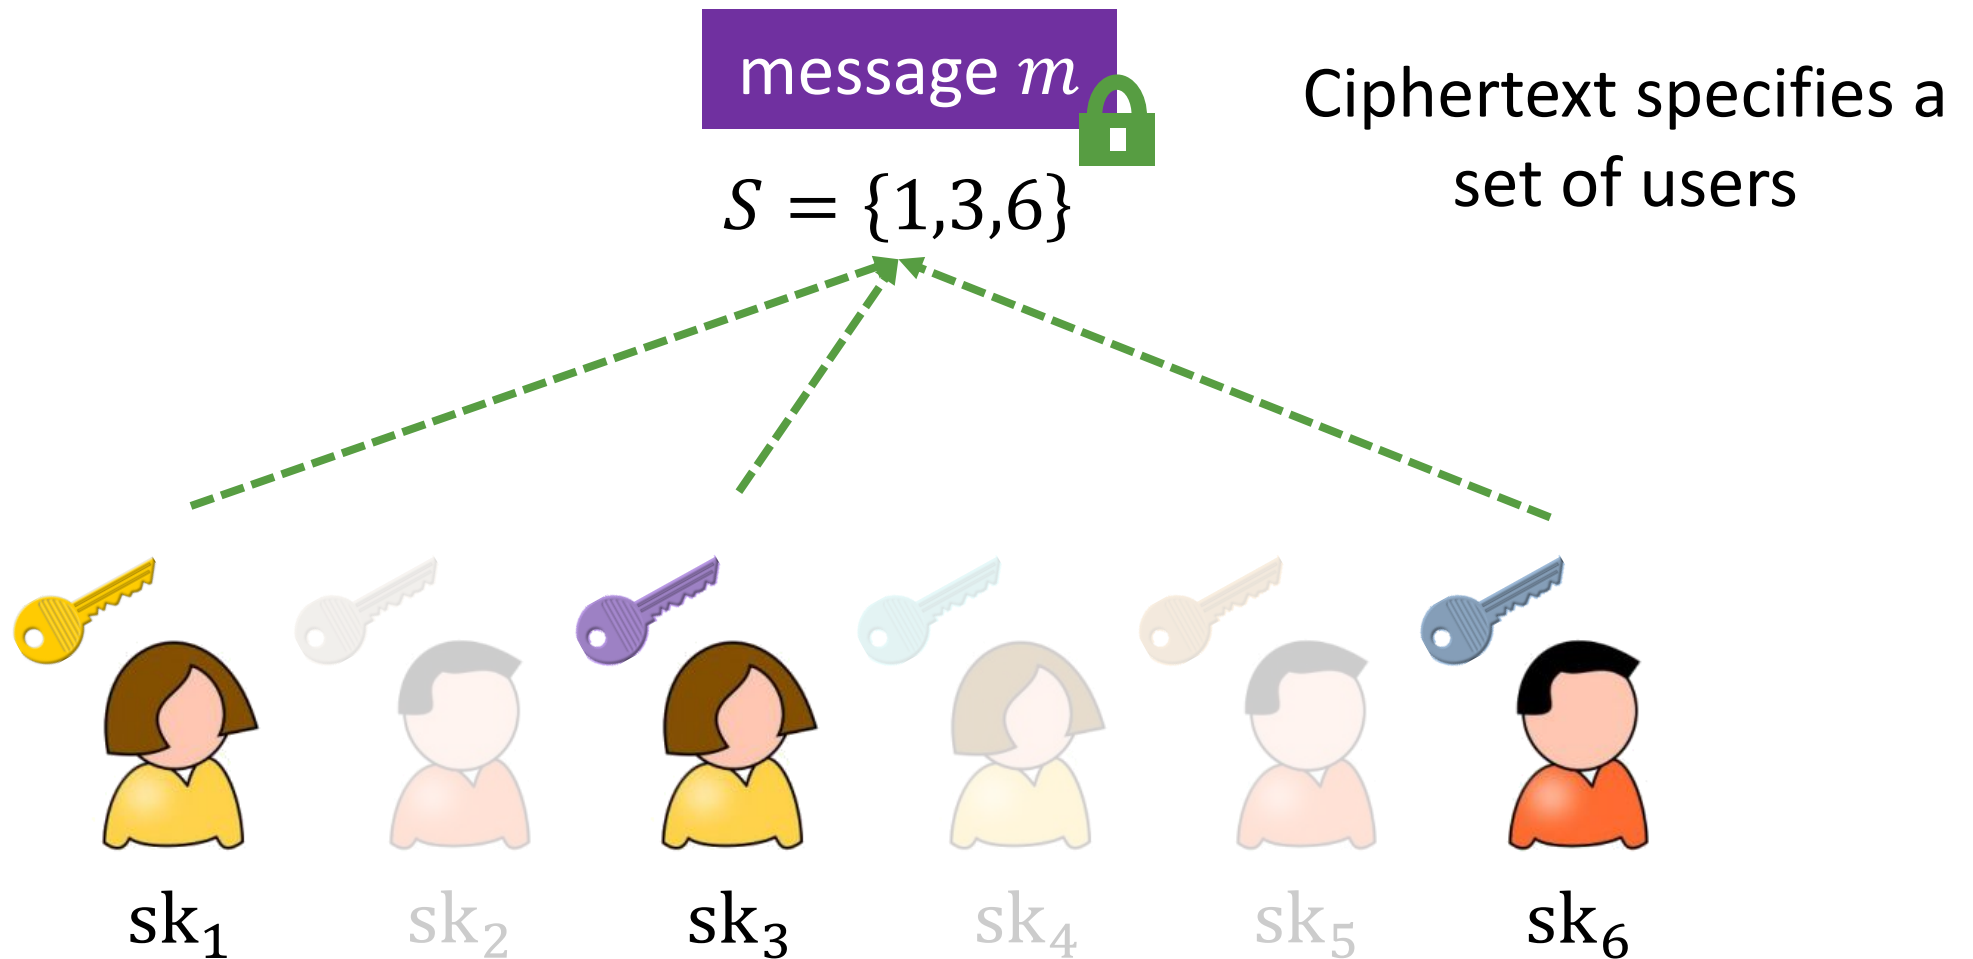 message m
Ciphertext specifies a
set of users
S = {1,3,6}
sk₁ sk₂ sk₃ sk₄ sk₅ sk₆